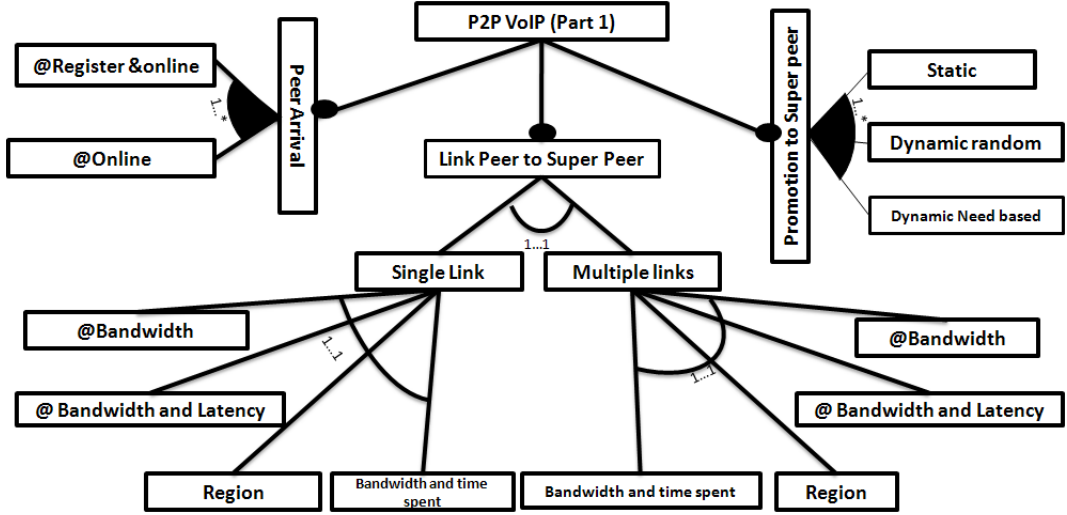 P2P VoIP (Part 1)
@Register &online
1....*
@Online
Peer Arrival
Link Peer to Super Peer
Promotion to Super peer
1....*
Static
Dynamic random
Dynamic Need based
1...1
Single Link
Multiple links
@Bandwidth
1....1
1...1
@Bandwidth
@ Bandwidth and Latency
@ Bandwidth and Latency
Region
Bandwidth and time
spent
Bandwidth and time spent
Region